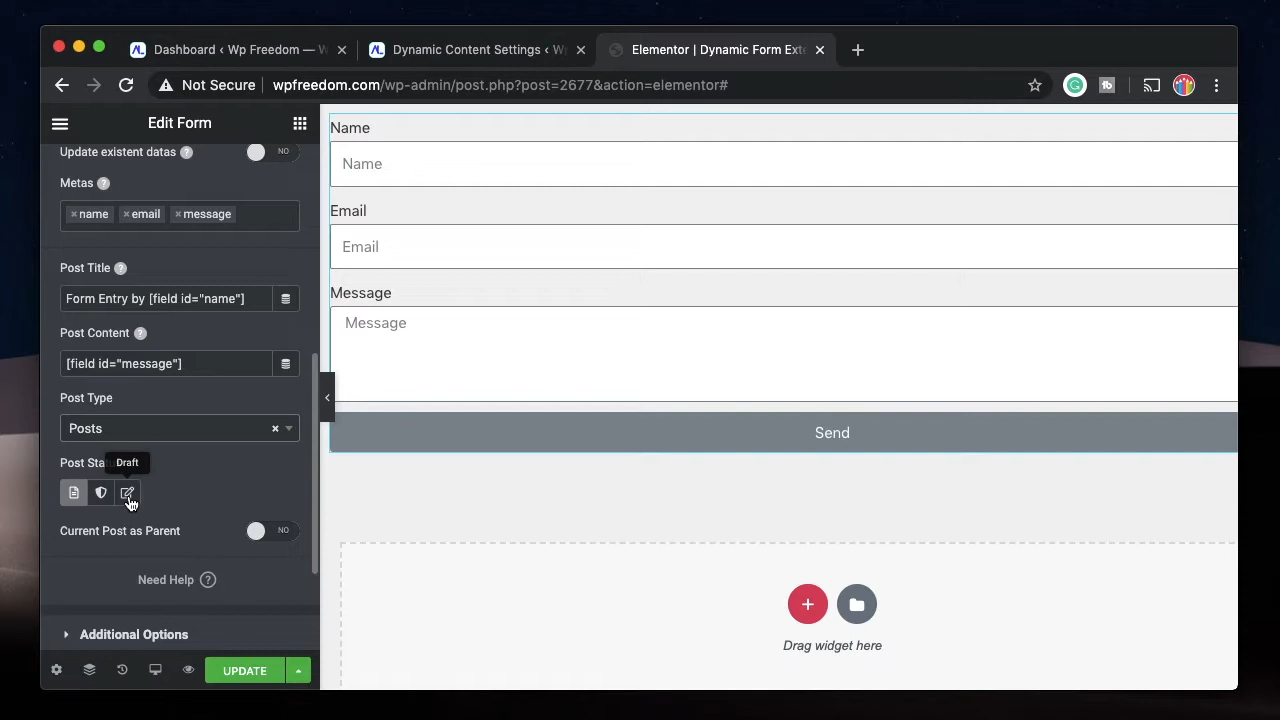 Dashboard ‹ Wp Freedom — W
Dynamic Content Settings ‹ W
Elementor | Dynamic Form Exte
Not Secure
wpfreedom.com/wp-admin/post.php?post=2677&action=elementor#
Edit Form
Update existent datas ?
NO
Metas ?
×name ×email ×message
Post Title ?
Form Entry by [field id="name"]
Post Content ?
[field id="message"]
Post Type
Posts ×
Draft
Current Post as Parent
NO
Need Help ?
Additional Options
UPDATE
Name
Name
Email
Email
Message
Message
Send
Drag widget here